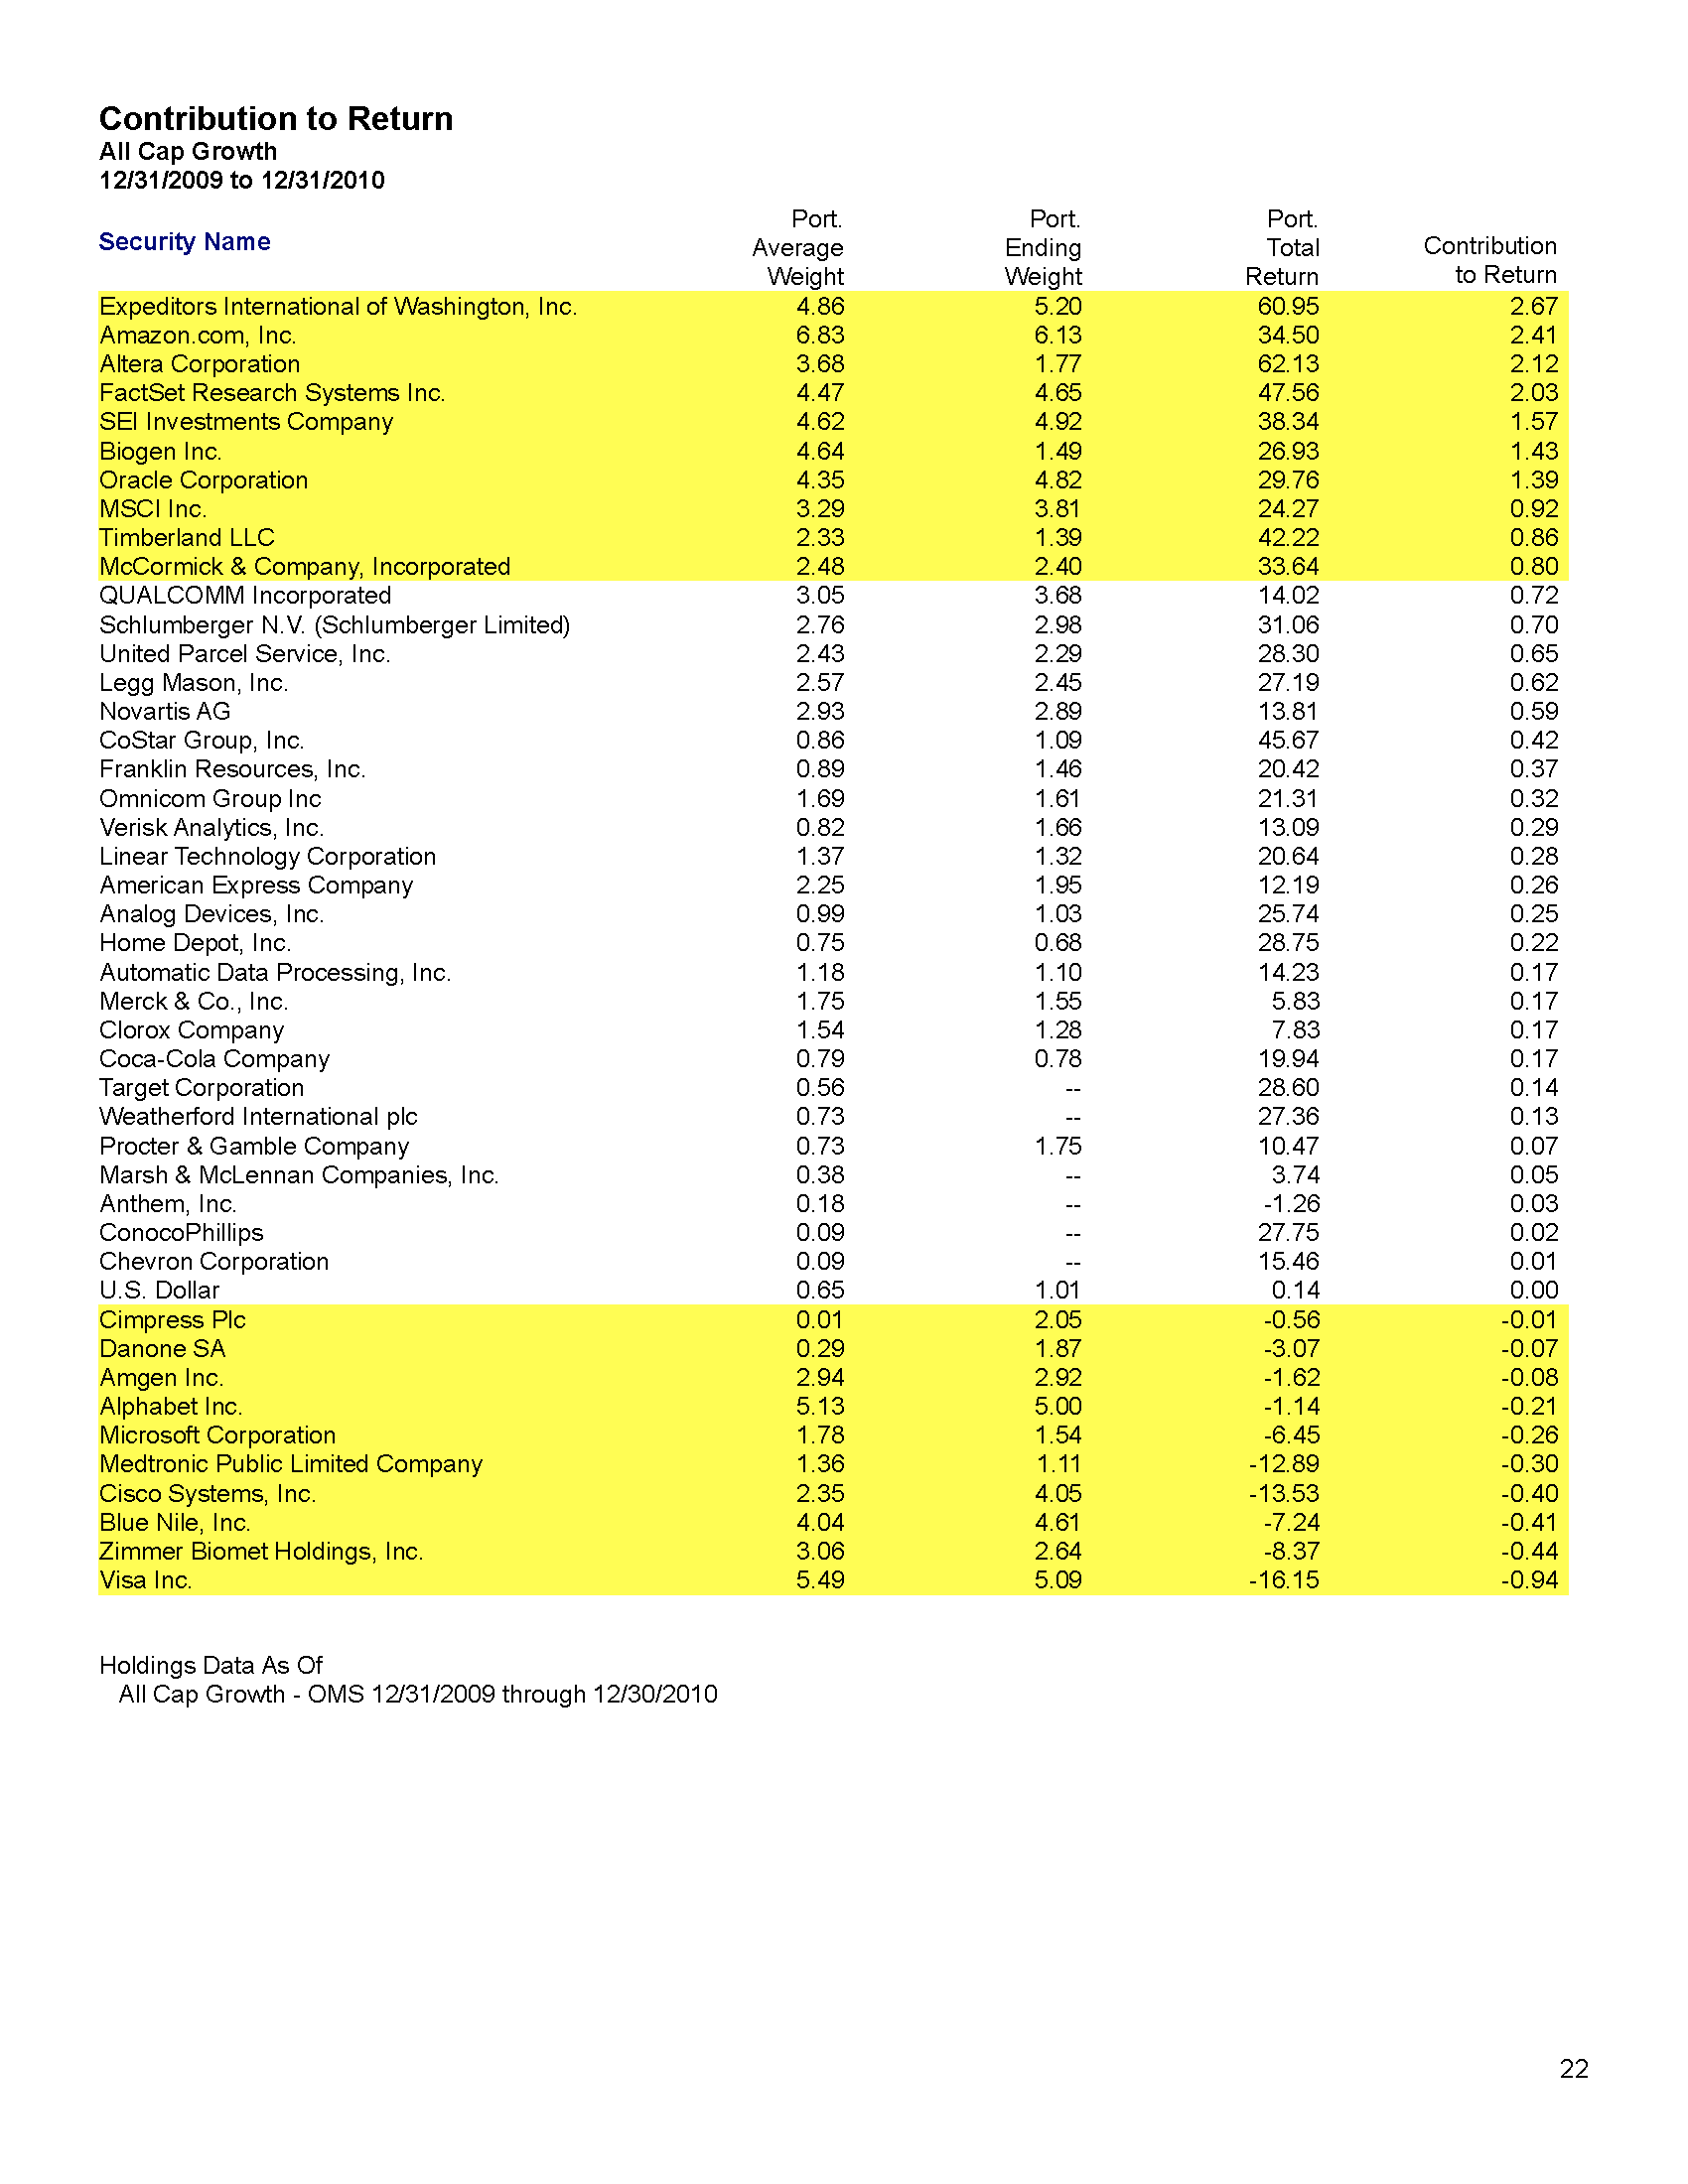 Contribution to Return
All Cap Growth
12/31/2009 to 12/31/2010
Security Name Port. Average Weight Port. Ending Weight Port. Total Return Contribution to Return
Expeditors International of Washington, Inc. 4.86 5.20 60.95 2.67
Amazon.com, Inc. 6.83 6.13 34.50 2.41
Altera Corporation 3.68 1.77 62.13 2.12
FactSet Research Systems Inc. 4.47 4.65 47.56 2.03
SEI Investments Company 4.62 4.92 38.34 1.57
Biogen Inc. 4.64 1.49 26.93 1.43
Oracle Corporation 4.35 4.82 29.76 1.39
MSCI Inc. 3.29 3.81 24.27 0.92
Timberland LLC 2.33 1.39 42.22 0.86
McCormick & Company, Incorporated 2.48 2.40 33.64 0.80
QUALCOMM Incorporated 3.05 3.68 14.02 0.72
Schlumberger N.V. (Schlumberger Limited) 2.76 2.98 31.06 0.70
United Parcel Service, Inc. 2.43 2.29 28.30 0.65
Legg Mason, Inc. 2.57 2.45 27.19 0.62
Novartis AG 2.93 2.89 13.81 0.59
CoStar Group, Inc. 0.86 1.09 45.67 0.42
Franklin Resources, Inc. 0.89 1.46 20.42 0.37
Omnicom Group Inc 1.69 1.61 21.31 0.32
Verisk Analytics, Inc. 0.82 1.66 13.09 0.29
Linear Technology Corporation 1.37 1.32 20.64 0.28
American Express Company 2.25 1.95 12.19 0.26
Analog Devices, Inc. 0.99 1.03 25.74 0.25
Home Depot, Inc. 0.75 0.68 28.75 0.22
Automatic Data Processing, Inc. 1.18 1.10 14.23 0.17
Merck & Co., Inc. 1.75 1.55 5.83 0.17
Clorox Company 1.54 1.28 7.83 0.17
Coca-Cola Company 0.79 0.78 19.94 0.17
Target Corporation 0.56 -- 28.60 0.14
Weatherford International plc 0.73 -- 27.36 0.13
Procter & Gamble Company 0.73 1.75 10.47 0.07
Marsh & McLennan Companies, Inc. 0.38 -- 3.74 0.05
Anthem, Inc. 0.18 -- -1.26 0.03
ConocoPhillips 0.09 -- 27.75 0.02
Chevron Corporation 0.09 -- 15.46 0.01
U.S. Dollar 0.65 1.01 0.14 0.00
Cimpress Plc 0.01 2.05 -0.56 -0.01
Danone SA 0.29 1.87 -3.07 -0.07
Amgen Inc. 2.94 2.92 -1.62 -0.08
Alphabet Inc. 5.13 5.00 -1.14 -0.21
Microsoft Corporation 1.78 1.54 -6.45 -0.26
Medtronic Public Limited Company 1.36 1.11 -12.89 -0.30
Cisco Systems, Inc. 2.35 4.05 -13.53 -0.40
Blue Nile, Inc. 4.04 4.61 -7.24 -0.41
Zimmer Biomet Holdings, Inc. 3.06 2.64 -8.37 -0.44
Visa Inc. 5.49 5.09 -16.15 -0.94
Holdings Data As Of
All Cap Growth - OMS 12/31/2009 through 12/30/2010
22